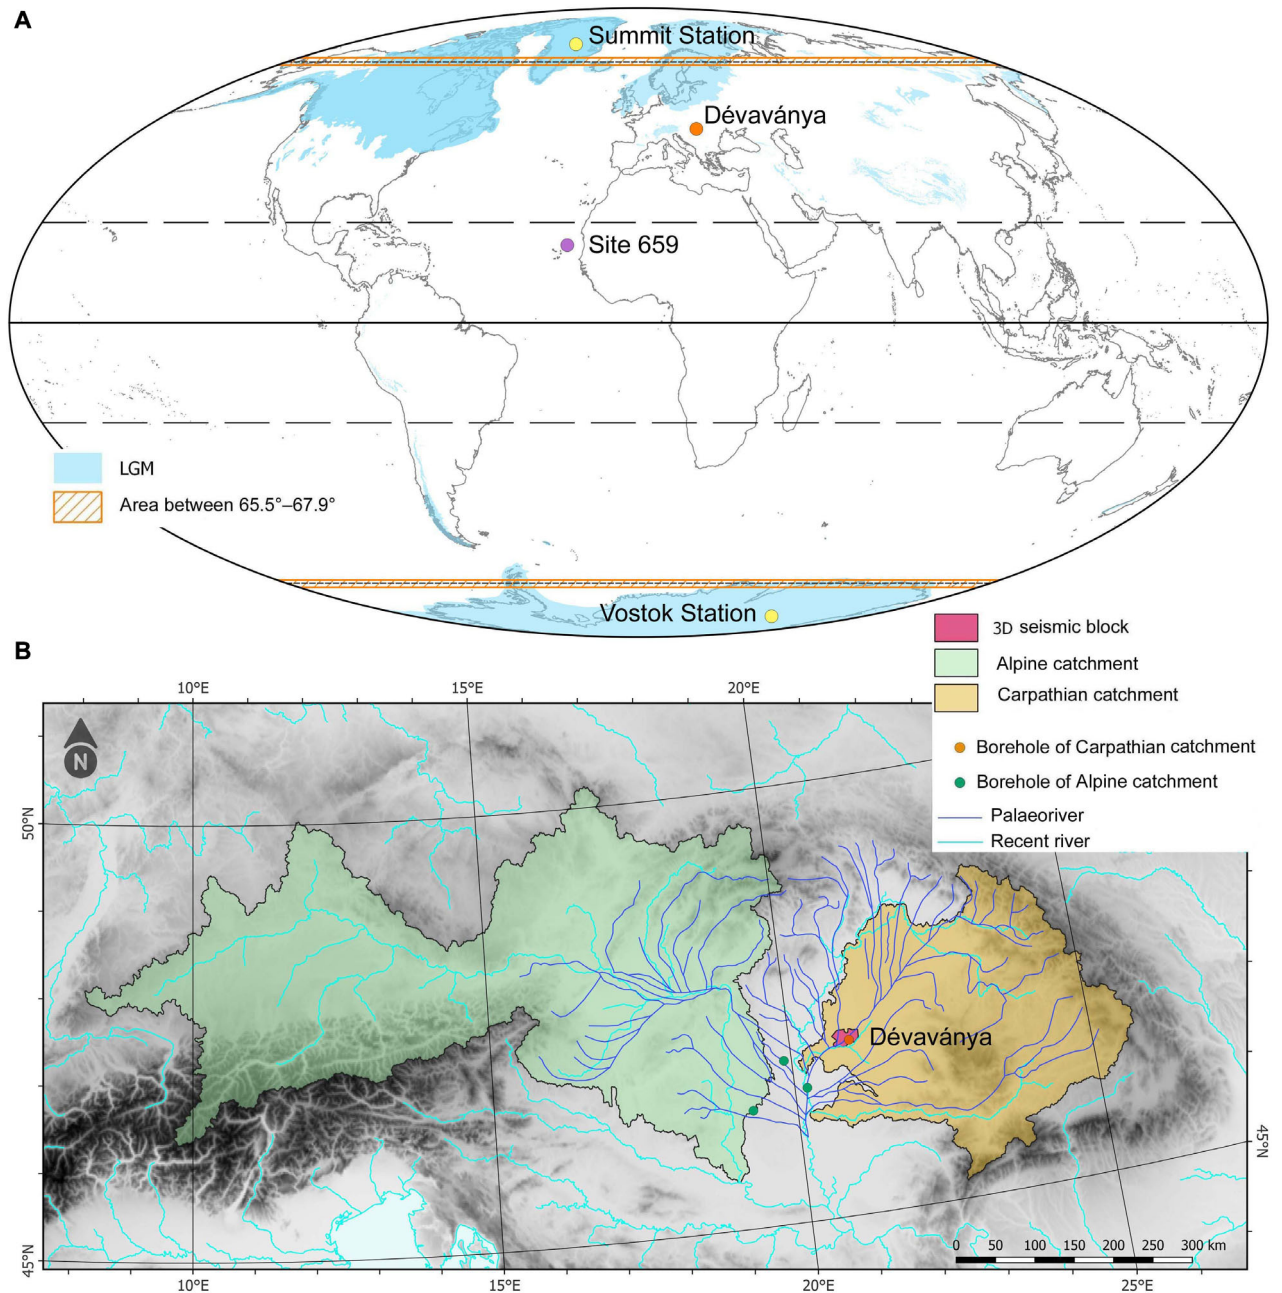 A
Summit Station
Dévaványa
Site 659
LGM
Area between 65.5°–67.9°
Vostok Station
B
3D seismic block
Alpine catchment
Carpathian catchment
Borehole of Carpathian catchment
Borehole of Alpine catchment
Palaeoriver
Recent river
10°E
15°E
20°E
N
50°N
Dévaványa
45°N
45°N
0 50 100 150 200 250 300 km
10°E
15°E
20°E
25°E